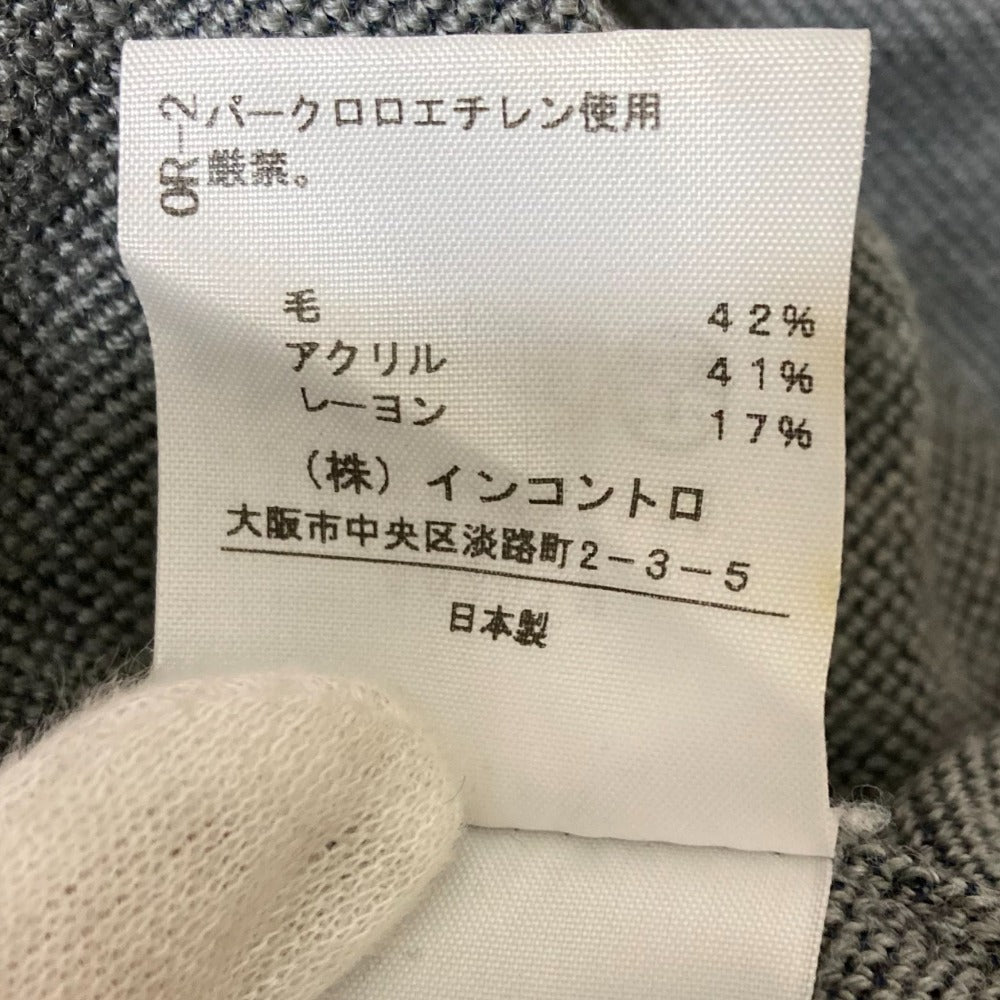 OR-2
パークロロエチレン使用
厳禁。
毛 42%
アクリル 41%
レーヨン 17%
（株）インコントロ
大阪市中央区淡路町2-3-5
日本製